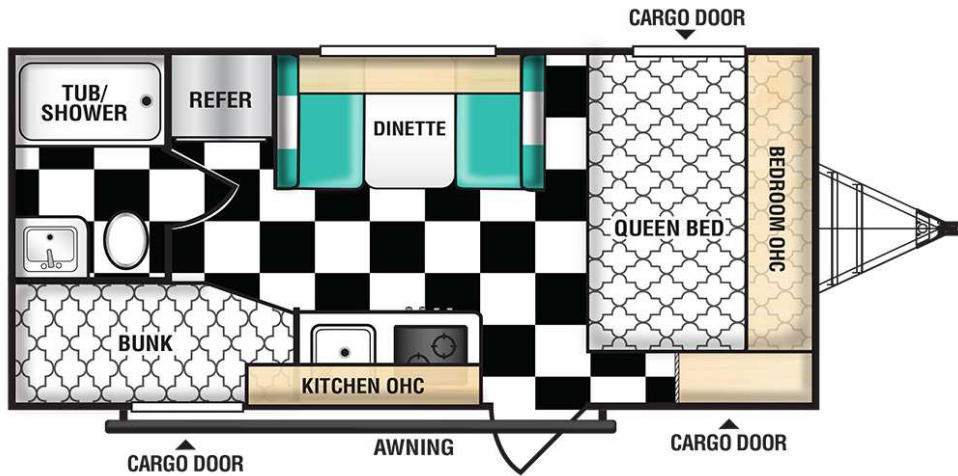 CARGO DOOR
TUB/
SHOWER
REFER
DINETTE
QUEEN BED
BEDROOM OHC
BUNK
KITCHEN OHC
AWNING
CARGO DOOR
CARGO DOOR